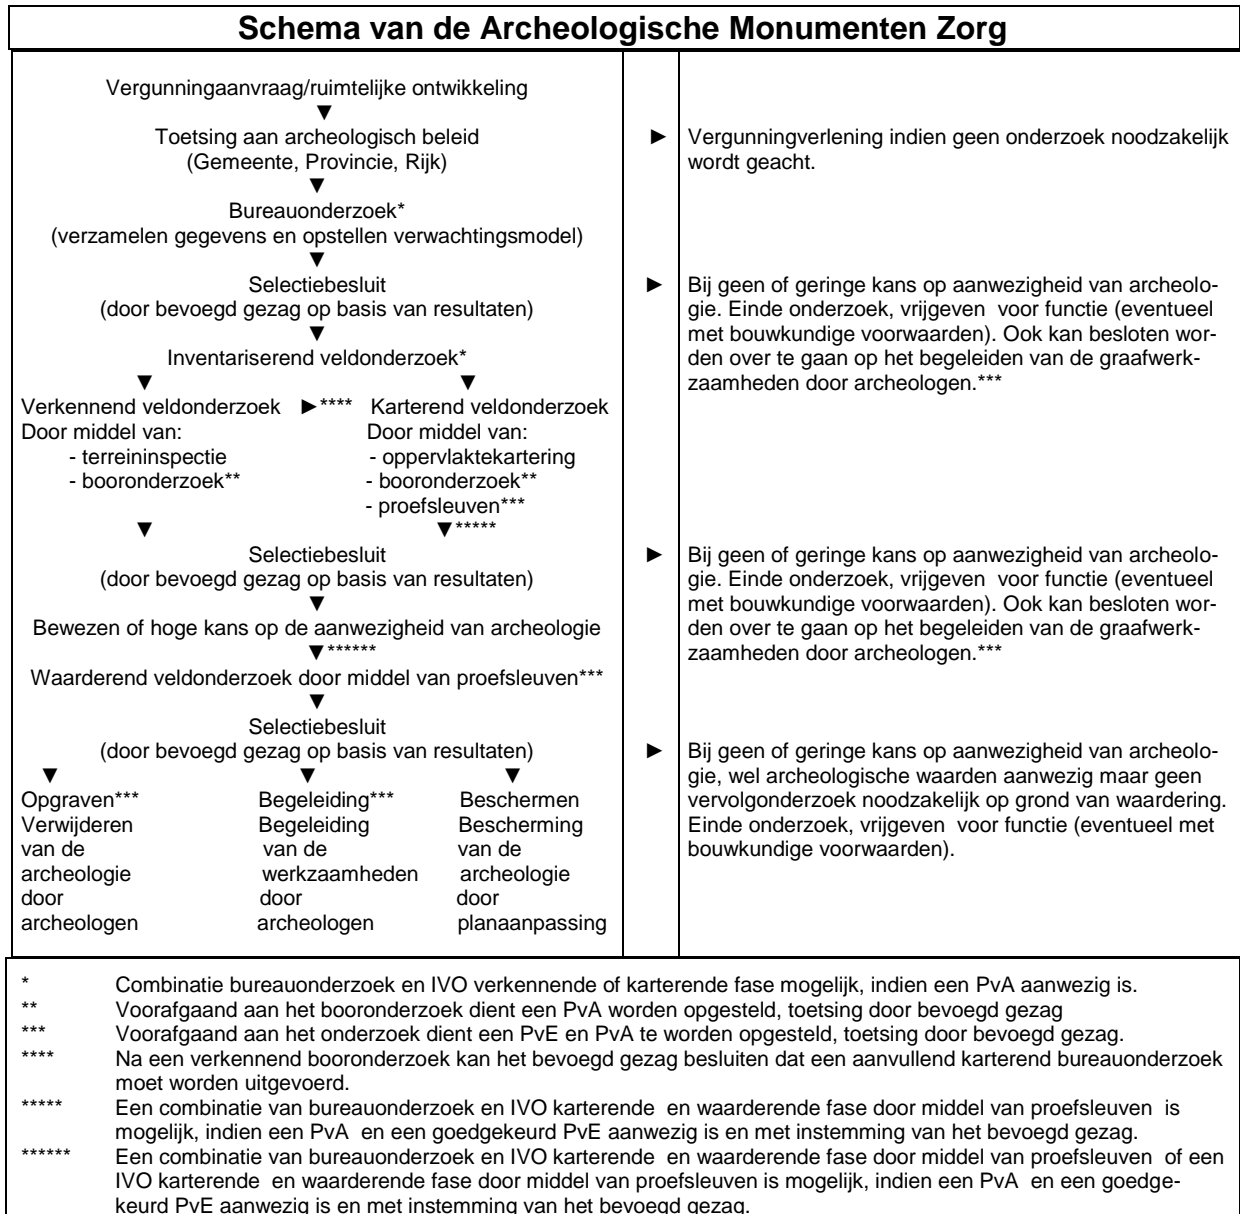 Schema van de Archeologische Monumenten Zorg
Vergunningaanvraag/ruimtelijke ontwikkeling
▼
Toetsing aan archeologisch beleid
(Gemeente, Provincie, Rijk)
► Vergunningverlening indien geen onderzoek noodzakelijk
wordt geacht.
▼
Bureauonderzoek*
(verzamelen gegevens en opstellen verwachtingsmodel)
▼
Selectiebesluit
(door bevoegd gezag op basis van resultaten)
► Bij geen of geringe kans op aanwezigheid van archeolo-
gie. Einde onderzoek, vrijgeven voor functie (eventueel
met bouwkundige voorwaarden). Ook kan besloten wor-
den over te gaan op het begeleiden van de graafwerk-
zaamheden door archeologen.***
▼
Inventariserend veldonderzoek*
▼ ▼
Verkennend veldonderzoek ►**** Karterend veldonderzoek
Door middel van: Door middel van:
- terreininspectie - oppervlaktekartering
- booronderzoek** - booronderzoek**
- proefsleuven***
▼ ▼*****
Selectiebesluit
(door bevoegd gezag op basis van resultaten)
► Bij geen of geringe kans op aanwezigheid van archeolo-
gie. Einde onderzoek, vrijgeven voor functie (eventueel
met bouwkundige voorwaarden). Ook kan besloten wor-
den over te gaan op het begeleiden van de graafwerk-
zaamheden door archeologen.***
▼
Bewezen of hoge kans op de aanwezigheid van archeologie
▼******
Waarderend veldonderzoek door middel van proefsleuven***
▼
Selectiebesluit
(door bevoegd gezag op basis van resultaten)
► Bij geen of geringe kans op aanwezigheid van archeolo-
gie, wel archeologische waarden aanwezig maar geen
vervolgonderzoek noodzakelijk op grond van waardering.
Einde onderzoek, vrijgeven voor functie (eventueel met
bouwkundige voorwaarden).
▼ ▼ ▼
Opgraven*** Begeleiding*** Beschermen
Verwijderen Begeleiding Bescherming
van de van de van de
archeologie werkzaamheden archeologie
door door door
archeologen archeologen planaanpassing
* Combinatie bureauonderzoek en IVO verkennende of karterende fase mogelijk, indien een PvA aanwezig is.
** Voorafgaand aan het booronderzoek dient een PvA worden opgesteld, toetsing door bevoegd gezag
*** Voorafgaand aan het onderzoek dient een PvE en PvA te worden opgesteld, toetsing door bevoegd gezag.
**** Na een verkennend booronderzoek kan het bevoegd gezag besluiten dat een aanvullend karterend bureauonderzoek
moet worden uitgevoerd.
***** Een combinatie van bureauonderzoek en IVO karterende en waarderende fase door middel van proefsleuven is
mogelijk, indien een PvA en een goedgekeurd PvE aanwezig is en met instemming van het bevoegd gezag.
****** Een combinatie van bureauonderzoek en IVO karterende en waarderende fase door middel van proefsleuven of een
IVO karterende en waarderende fase door middel van proefsleuven is mogelijk, indien een PvA en een goedge-
keurd PvE aanwezig is en met instemming van het bevoegd gezag.